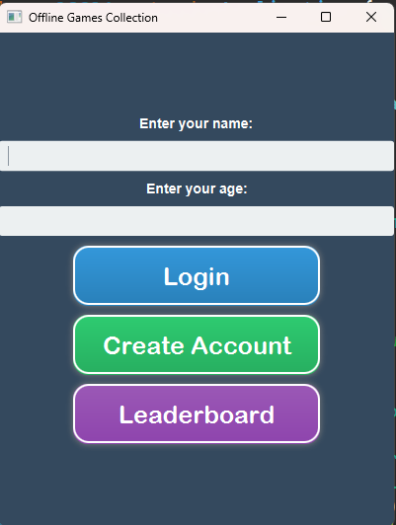 Offline Games Collection
Enter your name:
Enter your age:
Login
Create Account
Leaderboard